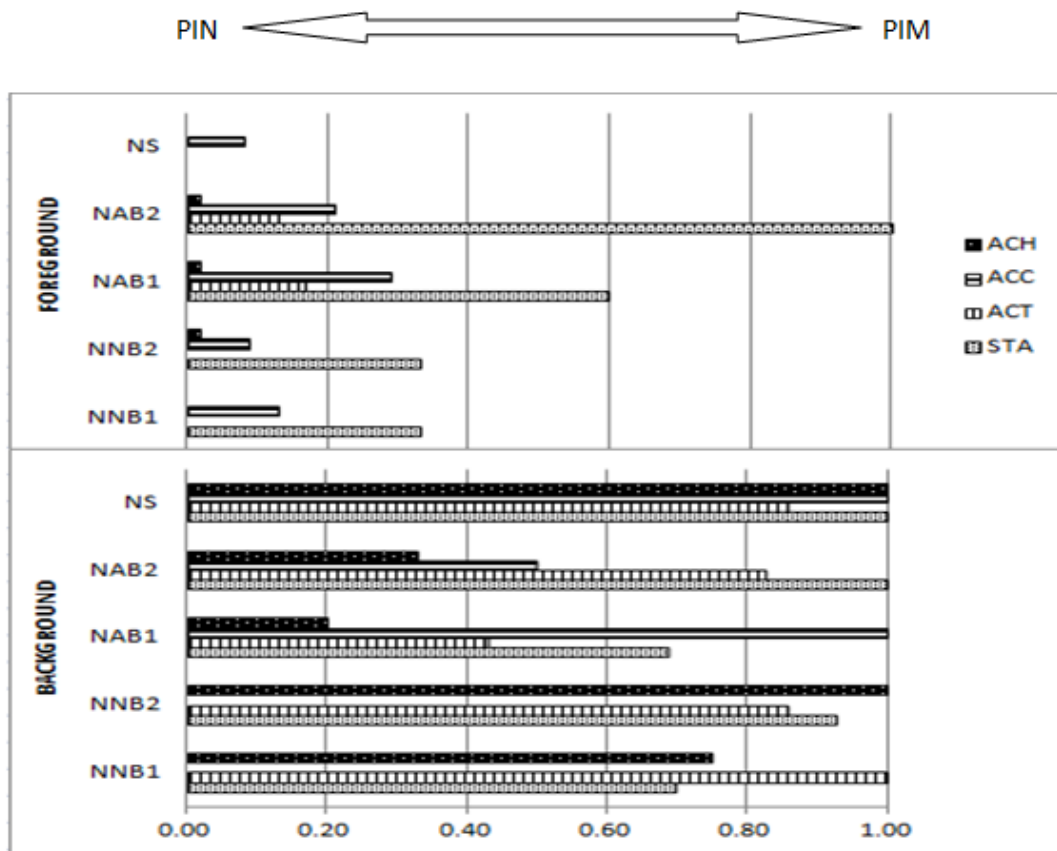 PIN PIM
FOREGROUND
NS
NAB2
NAB1
NNB2
NNB1
ACH
ACC
ACT
STA
BACKGROUND
NS
NAB2
NAB1
NNB2
NNB1
0.00 0.20 0.40 0.60 0.80 1.00